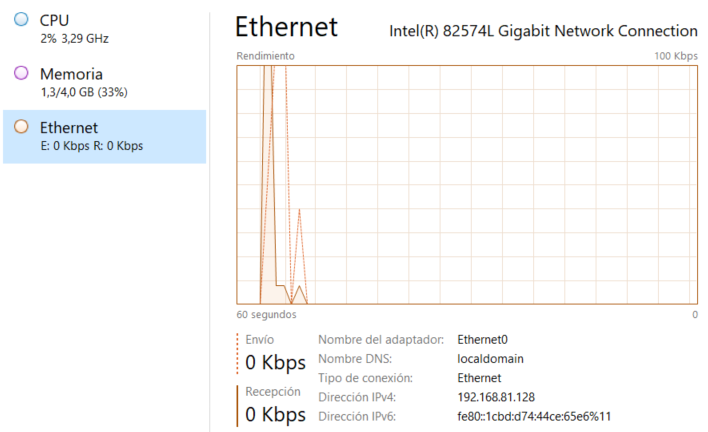 CPU
2% 3,29 GHz
Memoria
1,3/4,0 GB (33%)
Ethernet
E: 0 Kbps R: 0 Kbps
Ethernet
Intel(R) 82574L Gigabit Network Connection
Rendimiento
100 Kbps
60 segundos
0
Envío
0 Kbps
Recepción
0 Kbps
Nombre del adaptador: Ethernet0
Nombre DNS: localdomain
Tipo de conexión: Ethernet
Dirección IPv4: 192.168.81.128
Dirección IPv6: fe80::1cbd:d74:44ce:65e6%11